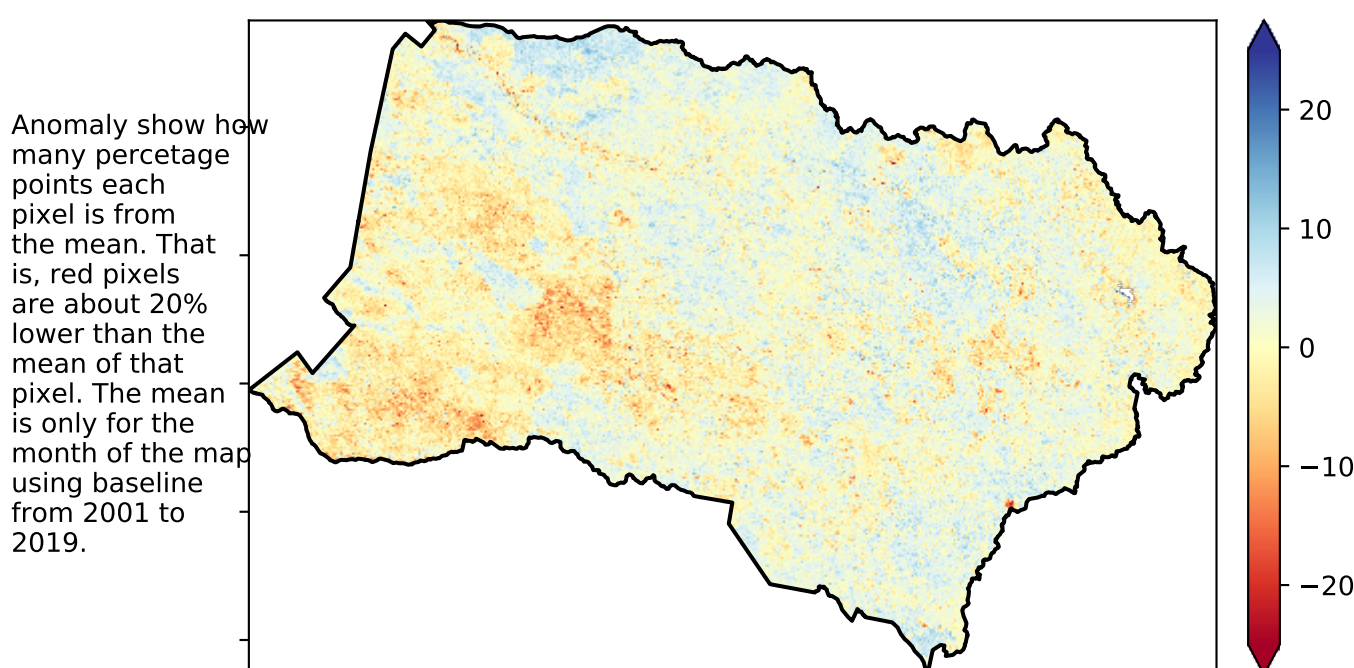 Anomaly show how
many percetage
points each
pixel is from
the mean. That
is, red pixels
are about 20%
lower than the
mean of that
pixel. The mean
is only for the
month of the map
using baseline
from 2001 to
2019.
20
10
0
−10
−20